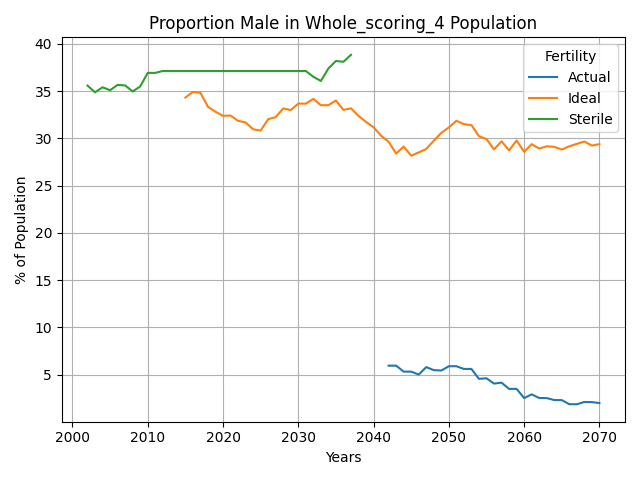 Proportion Male in Whole_scoring_4 Population
% of Population
40
35
30
25
20
15
10
5
Fertility
Actual
Ideal
Sterile
2000 2010 2020 2030 2040 2050 2060 2070
Years